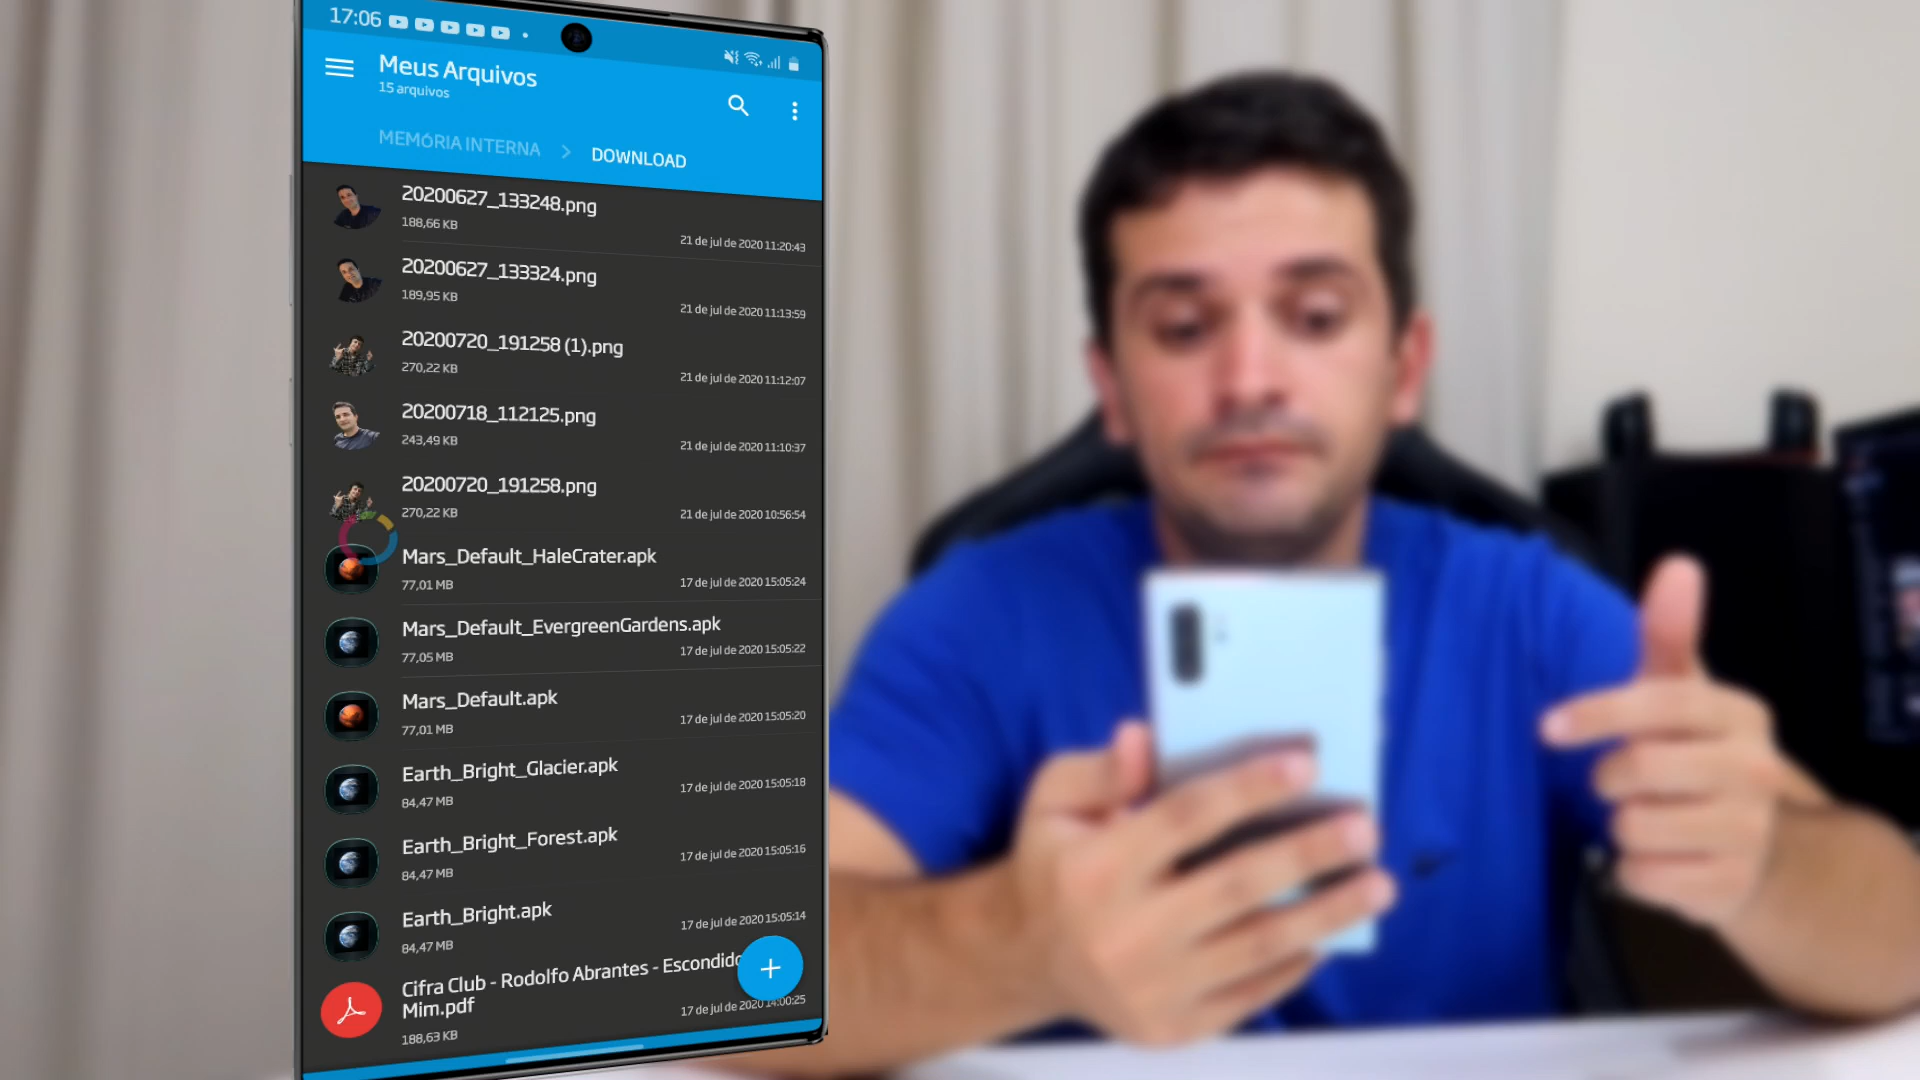 17:06
Meus Arquivos
15 arquivos
MEMÓRIA INTERNA > DOWNLOAD
20200627_133248.png
188,66 KB
21 de jul de 2020 11:20:43
20200627_133324.png
189,95 KB
21 de jul de 2020 11:13:59
20200720_191258 (1).png
270,22 KB
21 de jul de 2020 11:12:07
20200718_112125.png
243,49 KB
21 de jul de 2020 11:10:37
20200720_191258.png
270,22 KB
21 de jul de 2020 10:56:54
Mars_Default_HaleCrater.apk
77,01 MB
17 de jul de 2020 15:05:24
Mars_Default_EvergreenGardens.apk
77,05 MB
17 de jul de 2020 15:05:22
Mars_Default.apk
77,01 MB
17 de jul de 2020 15:05:20
Earth_Bright_Glacier.apk
84,47 MB
17 de jul de 2020 15:05:18
Earth_Bright_Forest.apk
84,47 MB
17 de jul de 2020 15:05:16
Earth_Bright.apk
84,47 MB
17 de jul de 2020 15:05:14
Cifra Club - Rodolfo Abrantes - Escondido
Mim.pdf
188,63 KB
17 de jul de 2020 14:00:25